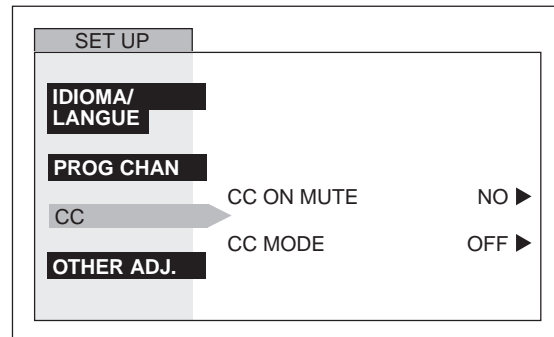 SET UP
IDIOMA/
LANGUE
PROG CHAN
CC
CC ON MUTE NO
CC MODE OFF
OTHER ADJ.